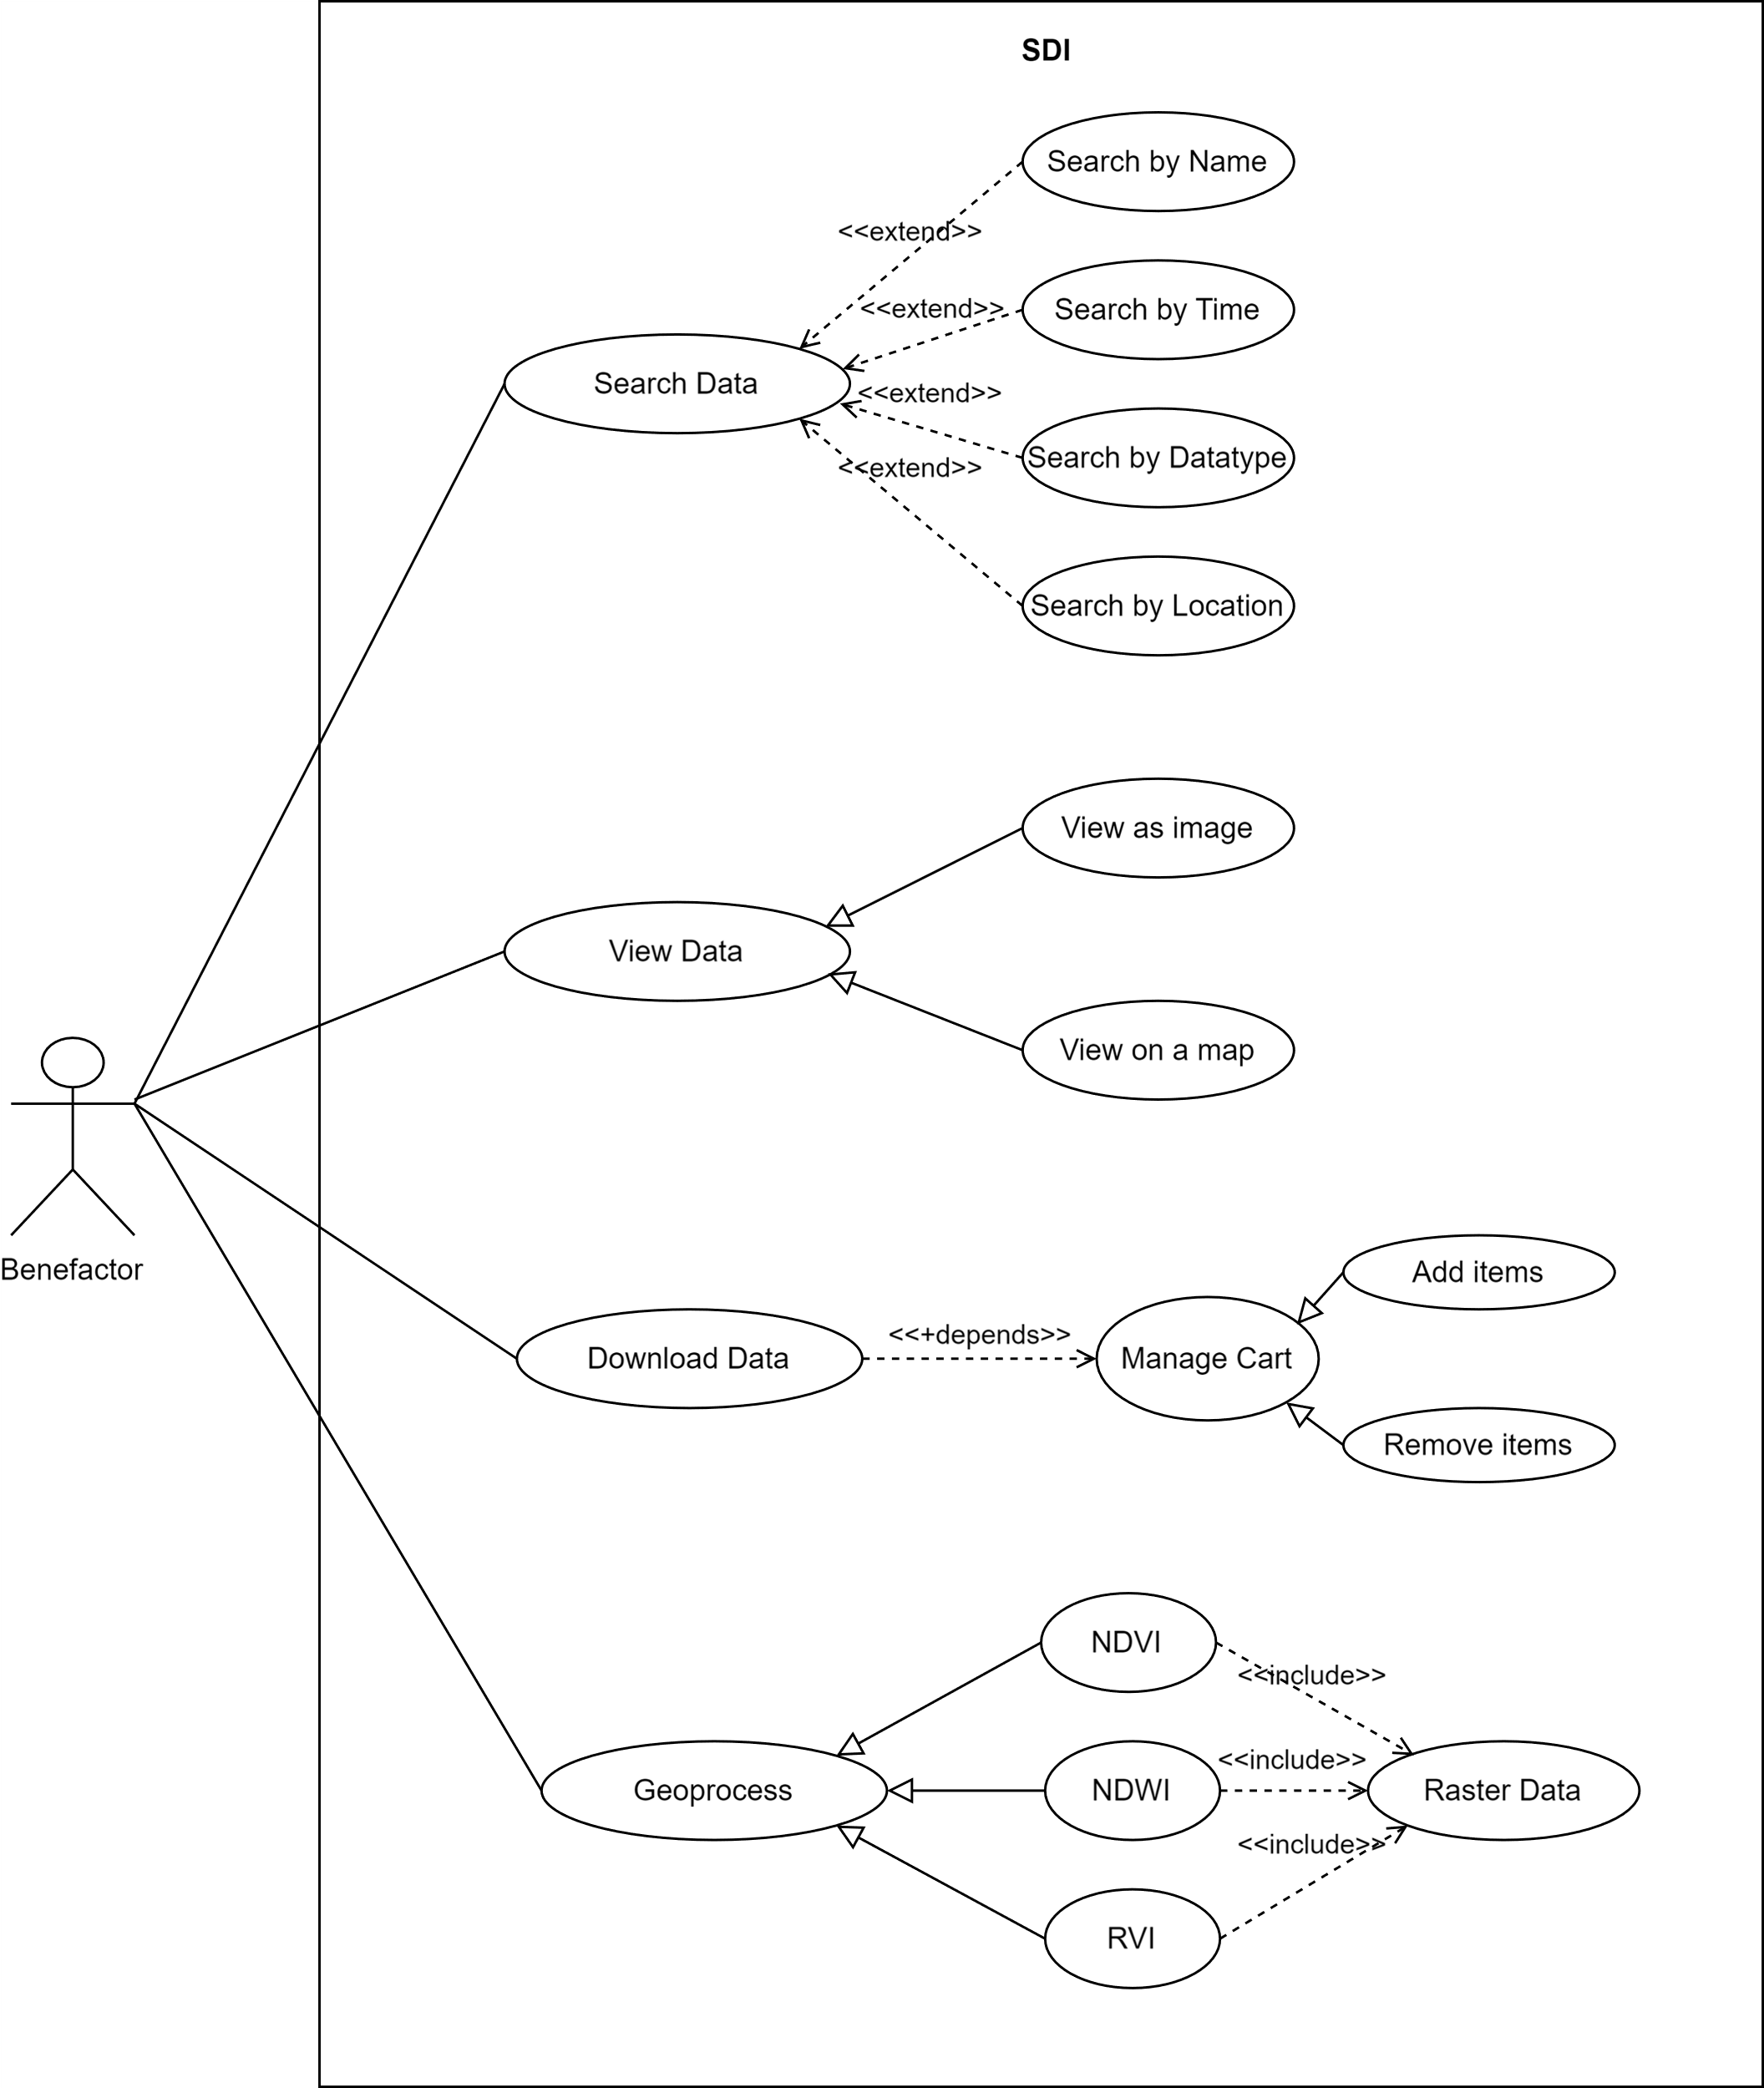 SDI
Search by Name
<<extend>>
Search by Time
<<extend>>
Search Data
<<extend>>
Search by Datatype
<<extend>>
Search by Location
View as image
View Data
View on a map
Benefactor
Add items
<<+depends>>
Download Data
Manage Cart
Remove items
NDVI
<<include>>
<<include>>
Geoprocess
NDWI
Raster Data
<<include>>
RVI